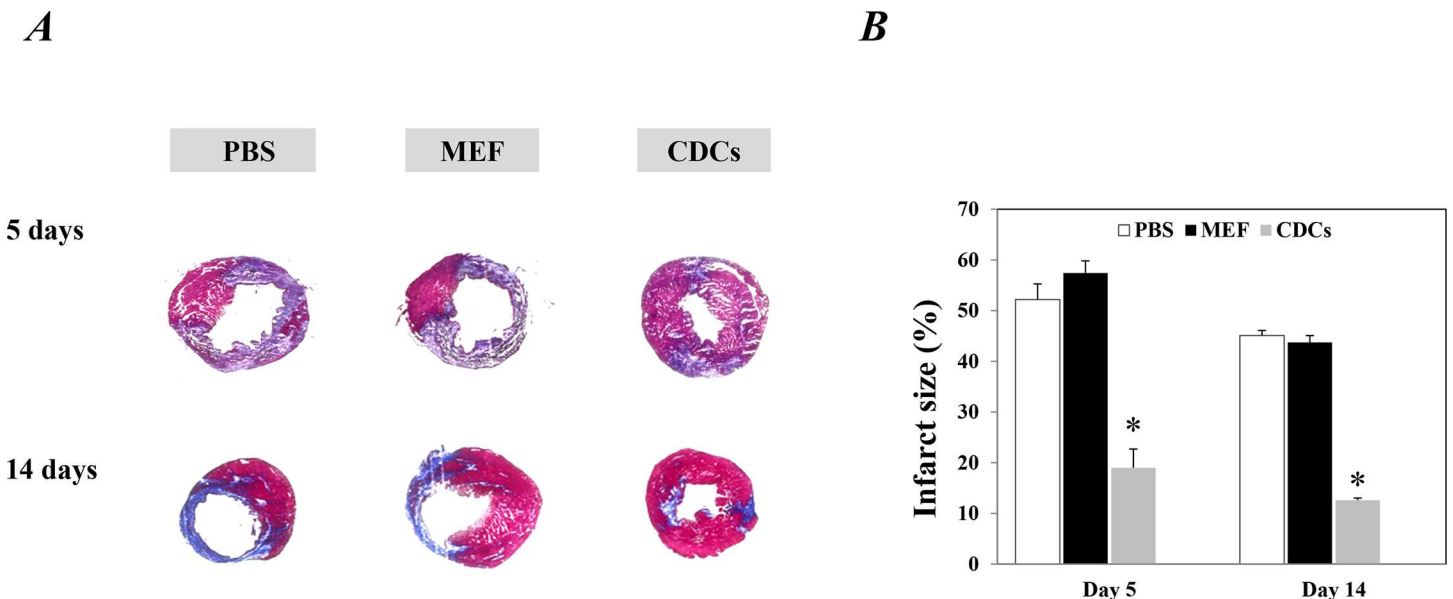 A
B
PBS
MEF
CDCs
5 days
14 days
Infarct size (%)
70
60
50
40
30
20
10
0
PBS MEF CDCs
*
*
Day 5
Day 14